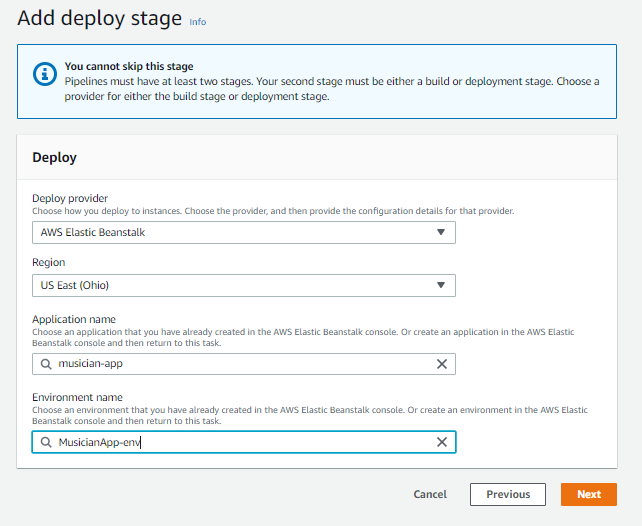 Add deploy stage Info
You cannot skip this stage
Pipelines must have at least two stages. Your second stage must be either a build or deployment stage. Choose a
provider for either the build stage or deployment stage.
Deploy
Deploy provider
Choose how you deploy to instances. Choose the provider, and then provide the configuration details for that provider.
AWS Elastic Beanstalk
Region
US East (Ohio)
Application name
Choose an application that you have already created in the AWS Elastic Beanstalk console. Or create an application in the AWS Elastic
Beanstalk console and then return to this task.
musician-app
Environment name
Choose an environment that you have already created in the AWS Elastic Beanstalk console. Or create an environment in the AWS Elastic
Beanstalk console and then return to this task.
MusicianApp-env
Cancel Previous Next